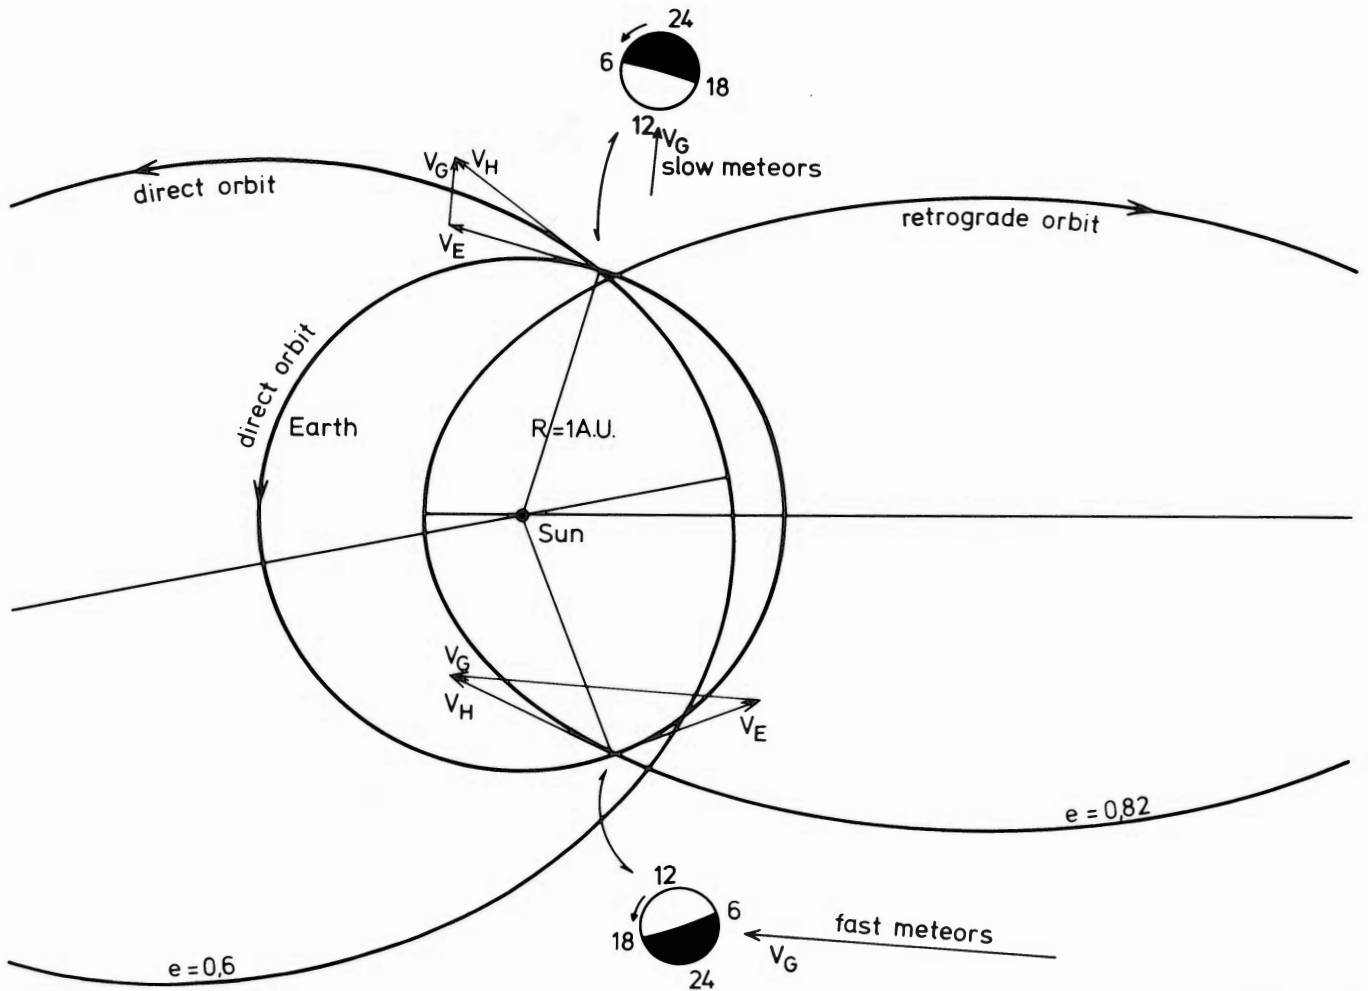 24
6
18
12
VG
slow meteors
VG
VH
VE
direct orbit
retrograde orbit
direct orbit
Earth
R=1A.U.
Sun
VG
VH
VE
e = 0,82
12
6
18
24
fast meteors
VG
e = 0,6